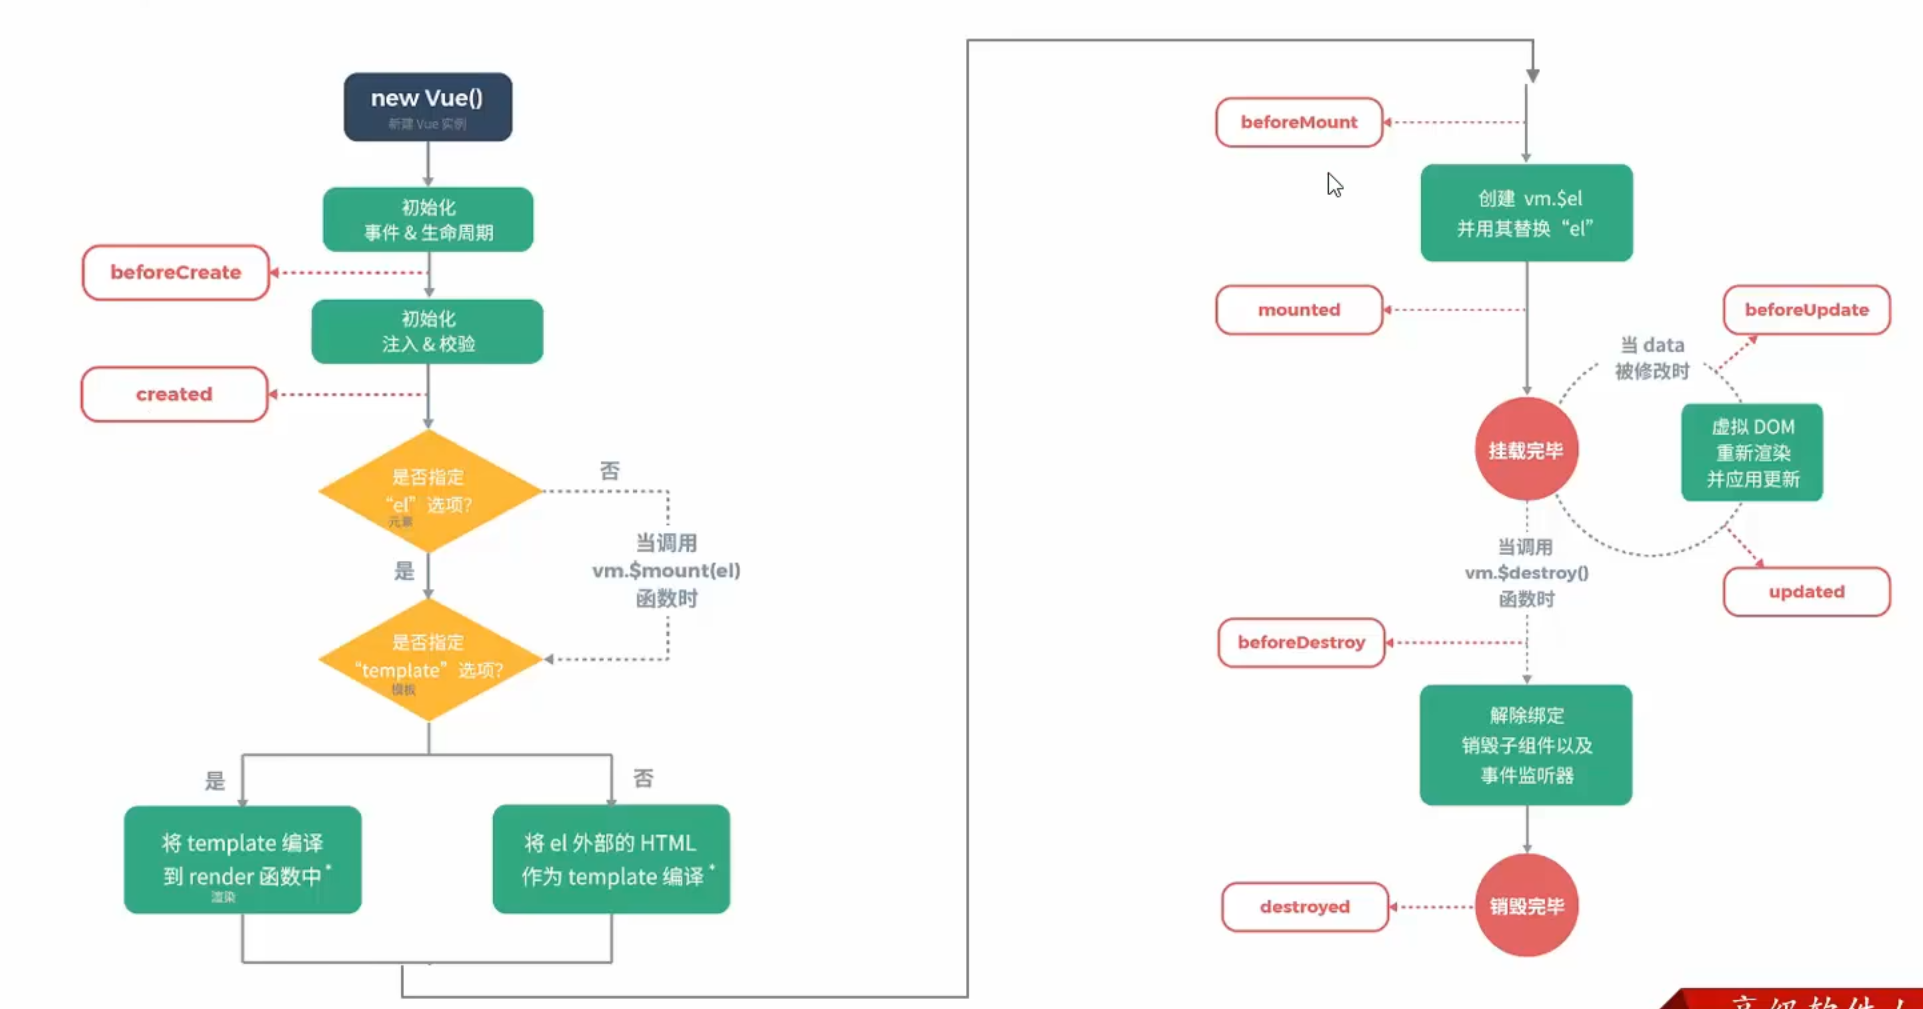 new Vue()
新建 Vue 实例
初始化
事件 & 生命周期
beforeCreate
初始化
注入 & 校验
created
是否指定
“el” 选项?
元素
否
是
当调用
vm.$mount(el)
函数时
是否指定
“template” 选项?
模板
是
否
将 template 编译
到 render 函数中*
渲染
将 el 外部的 HTML
作为 template 编译*
beforeMount
创建 vm.$el
并用其替换 “el”
mounted
beforeUpdate
当 data
被修改时
挂载完毕
虚拟 DOM
重新渲染
并应用更新
当调用
vm.$destroy()
函数时
updated
beforeDestroy
解除绑定
销毁子组件以及
事件监听器
destroyed
销毁完毕
高级软件人